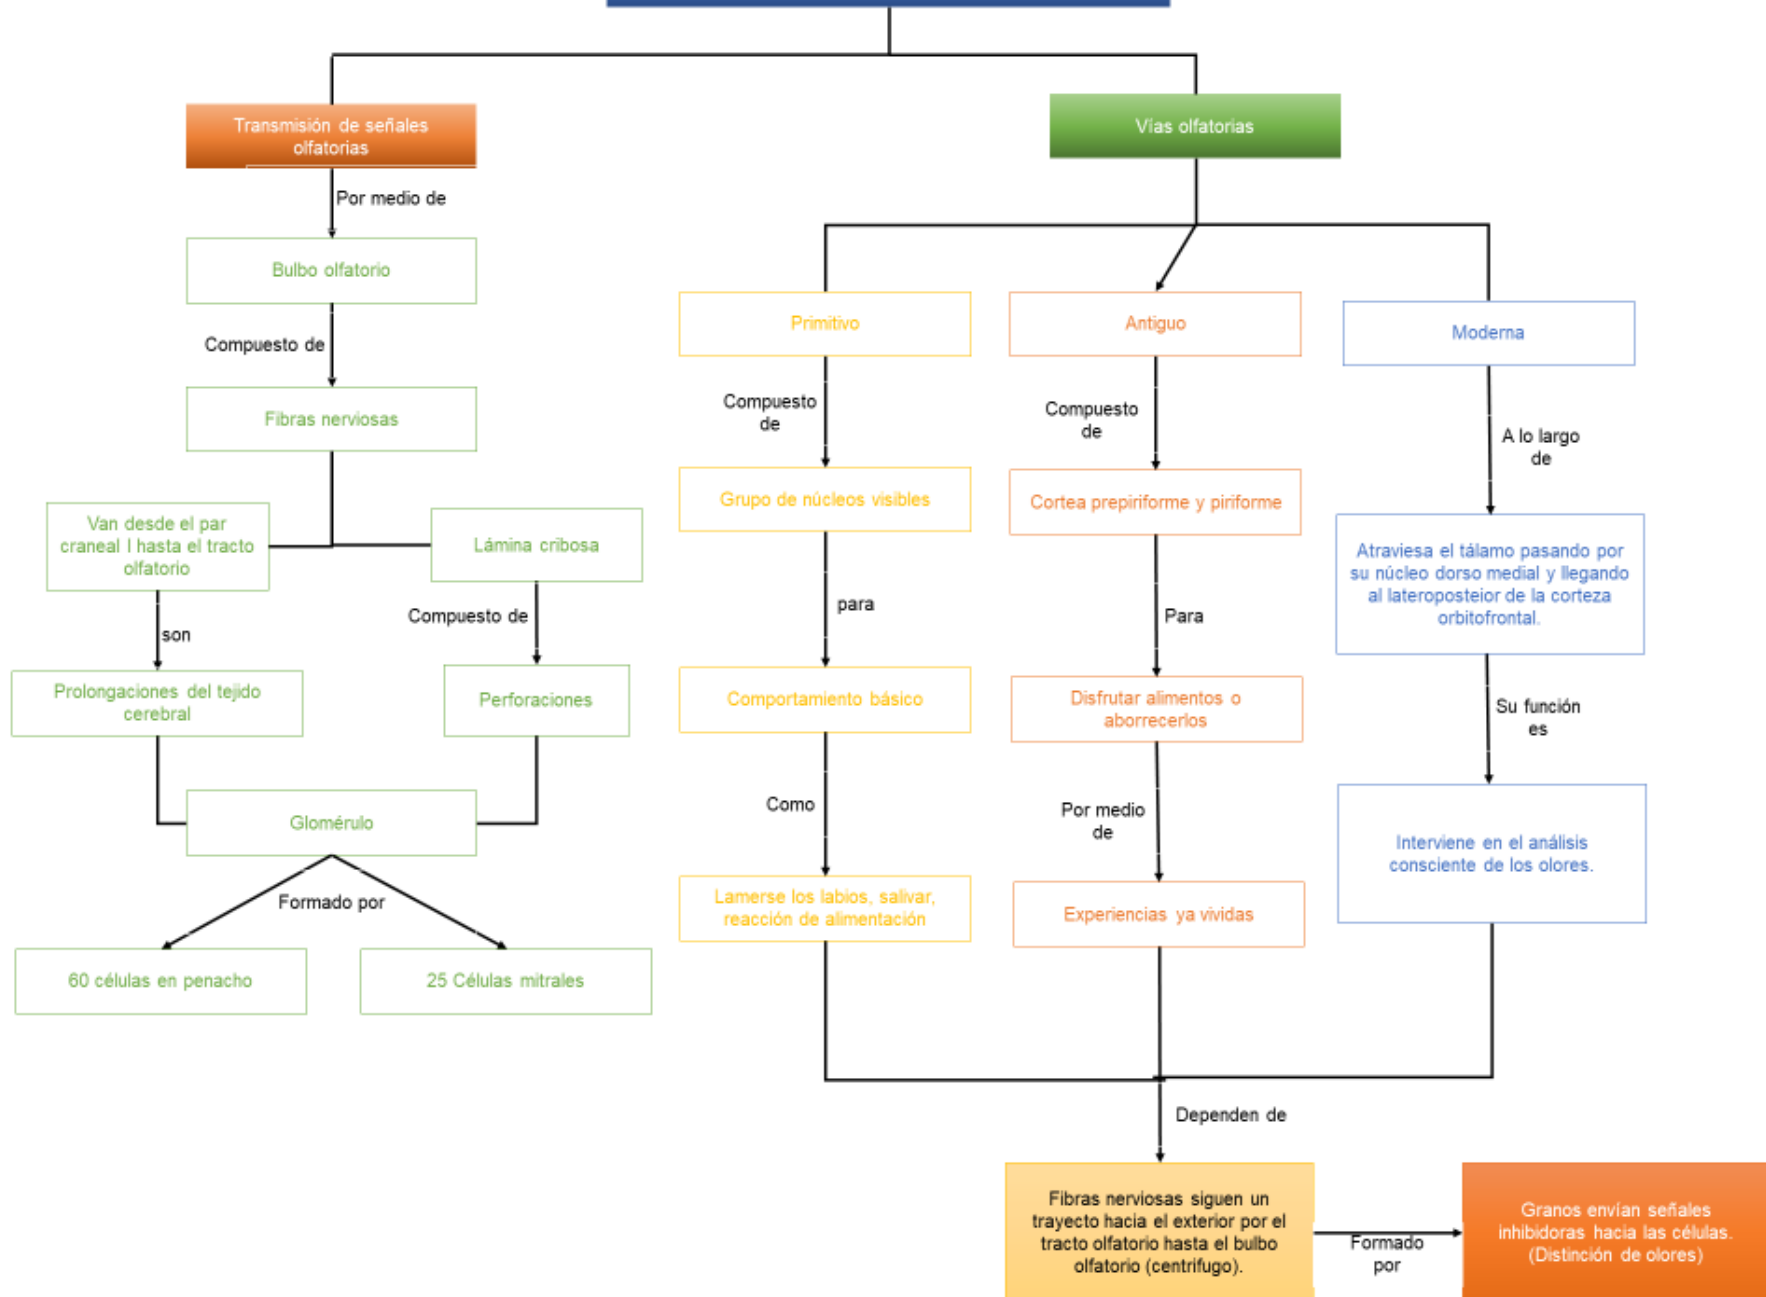 Transmisión de señales
olfatorias
Por medio de
Bulbo olfatorio
Compuesto de
Fibras nerviosas
Van desde el par
craneal I hasta el tracto
olfatorio
Lámina cribosa
son
Compuesto de
Prolongaciones del tejido
cerebral
Perforaciones
Glomérulo
Formado por
60 células en penacho
25 Células mitrales
Vías olfatorias
Primitivo
Compuesto
de
Grupo de núcleos visibles
para
Comportamiento básico
Como
Lamerse los labios, salivar,
reacción de alimentación
Antiguo
Compuesto
de
Cortea prepiriforme y piriforme
Para
Disfrutar alimentos o
aborrecerlos
Por medio
de
Experiencias ya vividas
Moderna
A lo largo
de
Atraviesa el tálamo pasando por
su núcleo dorso medial y llegando
al lateroposteior de la corteza
orbitofrontal.
Su función
es
Interviene en el análisis
consciente de los olores.
Dependen de
Fibras nerviosas siguen un
trayecto hacia el exterior por el
tracto olfatorio hasta el bulbo
olfatorio (centrifugo).
Formado
por
Granos envían señales
inhibidoras hacia las células.
(Distinción de olores)